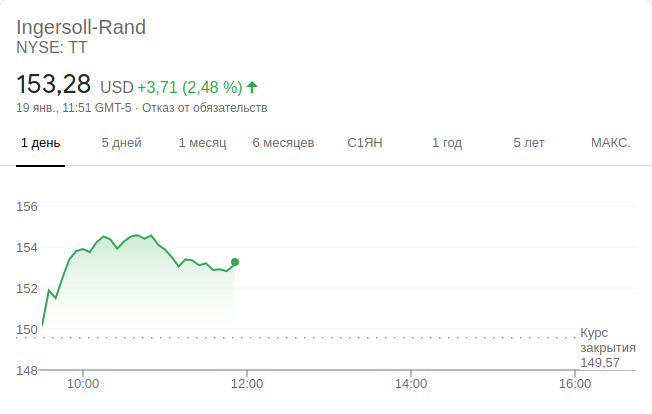 Ingersoll-Rand
NYSE: TT
153,28 USD +3,71 (2,48 %)
19 янв., 11:51 GMT-5 · Отказ от обязательств
1 день 5 дней 1 месяц 6 месяцев С1ЯН 1 год 5 лет МАКС.
156
154
152
150
Курс
закрытия
149,57
148
10:00 12:00 14:00 16:00